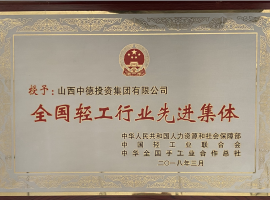 授予：山西中德投资集团有限公司
全国轻工行业先进集体
中华人民共和国人力资源和社会保障部
中国轻工业联合会
中华全国手工业合作总社
二〇一八年三月